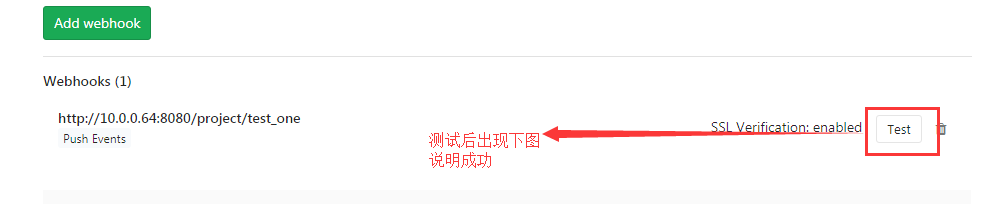 Add webhook
Webhooks (1)
http://10.0.0.64:8080/project/test_one
Push Events
SSL Verification: enabled
Test
测试后出现下图
说明成功